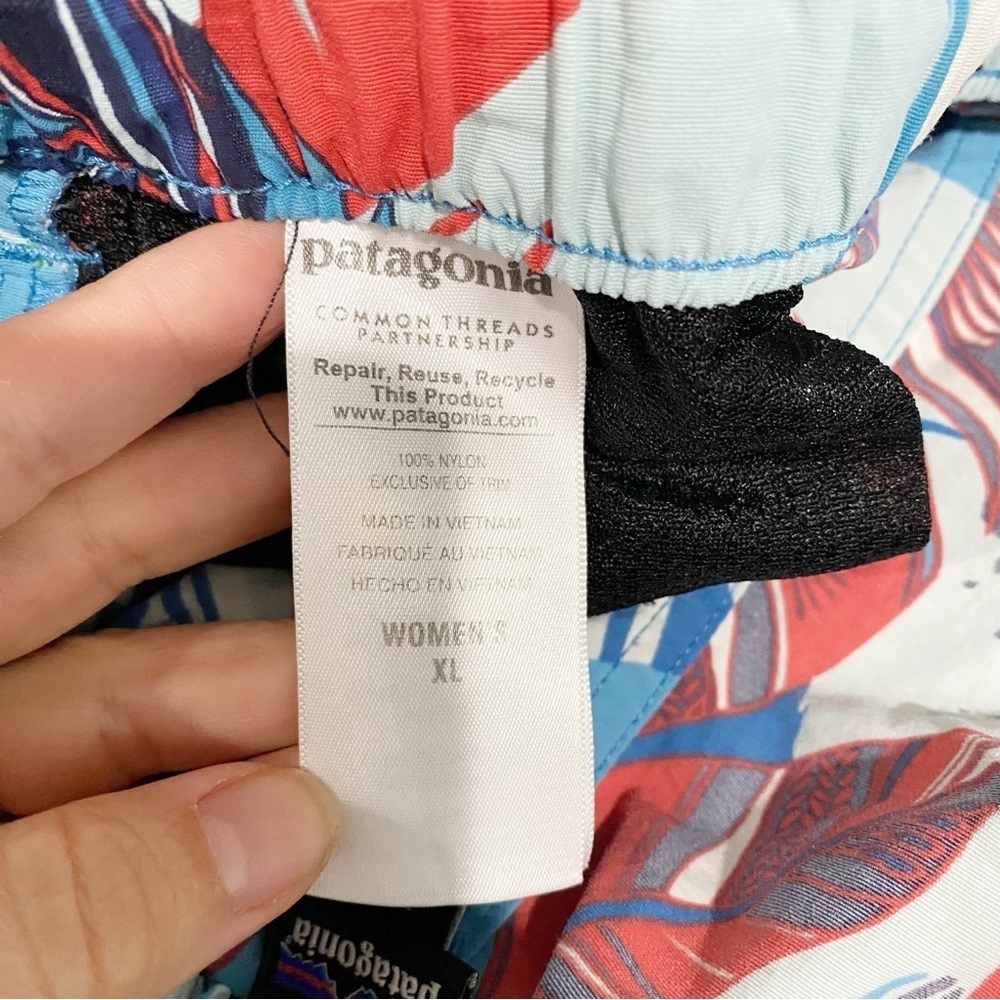 patagonia
COMMON THREADS
PARTNERSHIP
Repair, Reuse, Recycle
This Product
www.patagonia.com
100% NYLON
EXCLUSIVE OF TRIM
MADE IN VIETNAM
FABRIQUÉ AU VIETNAM
HECHO EN VIETNAM
WOMEN S
XL
patagonia®